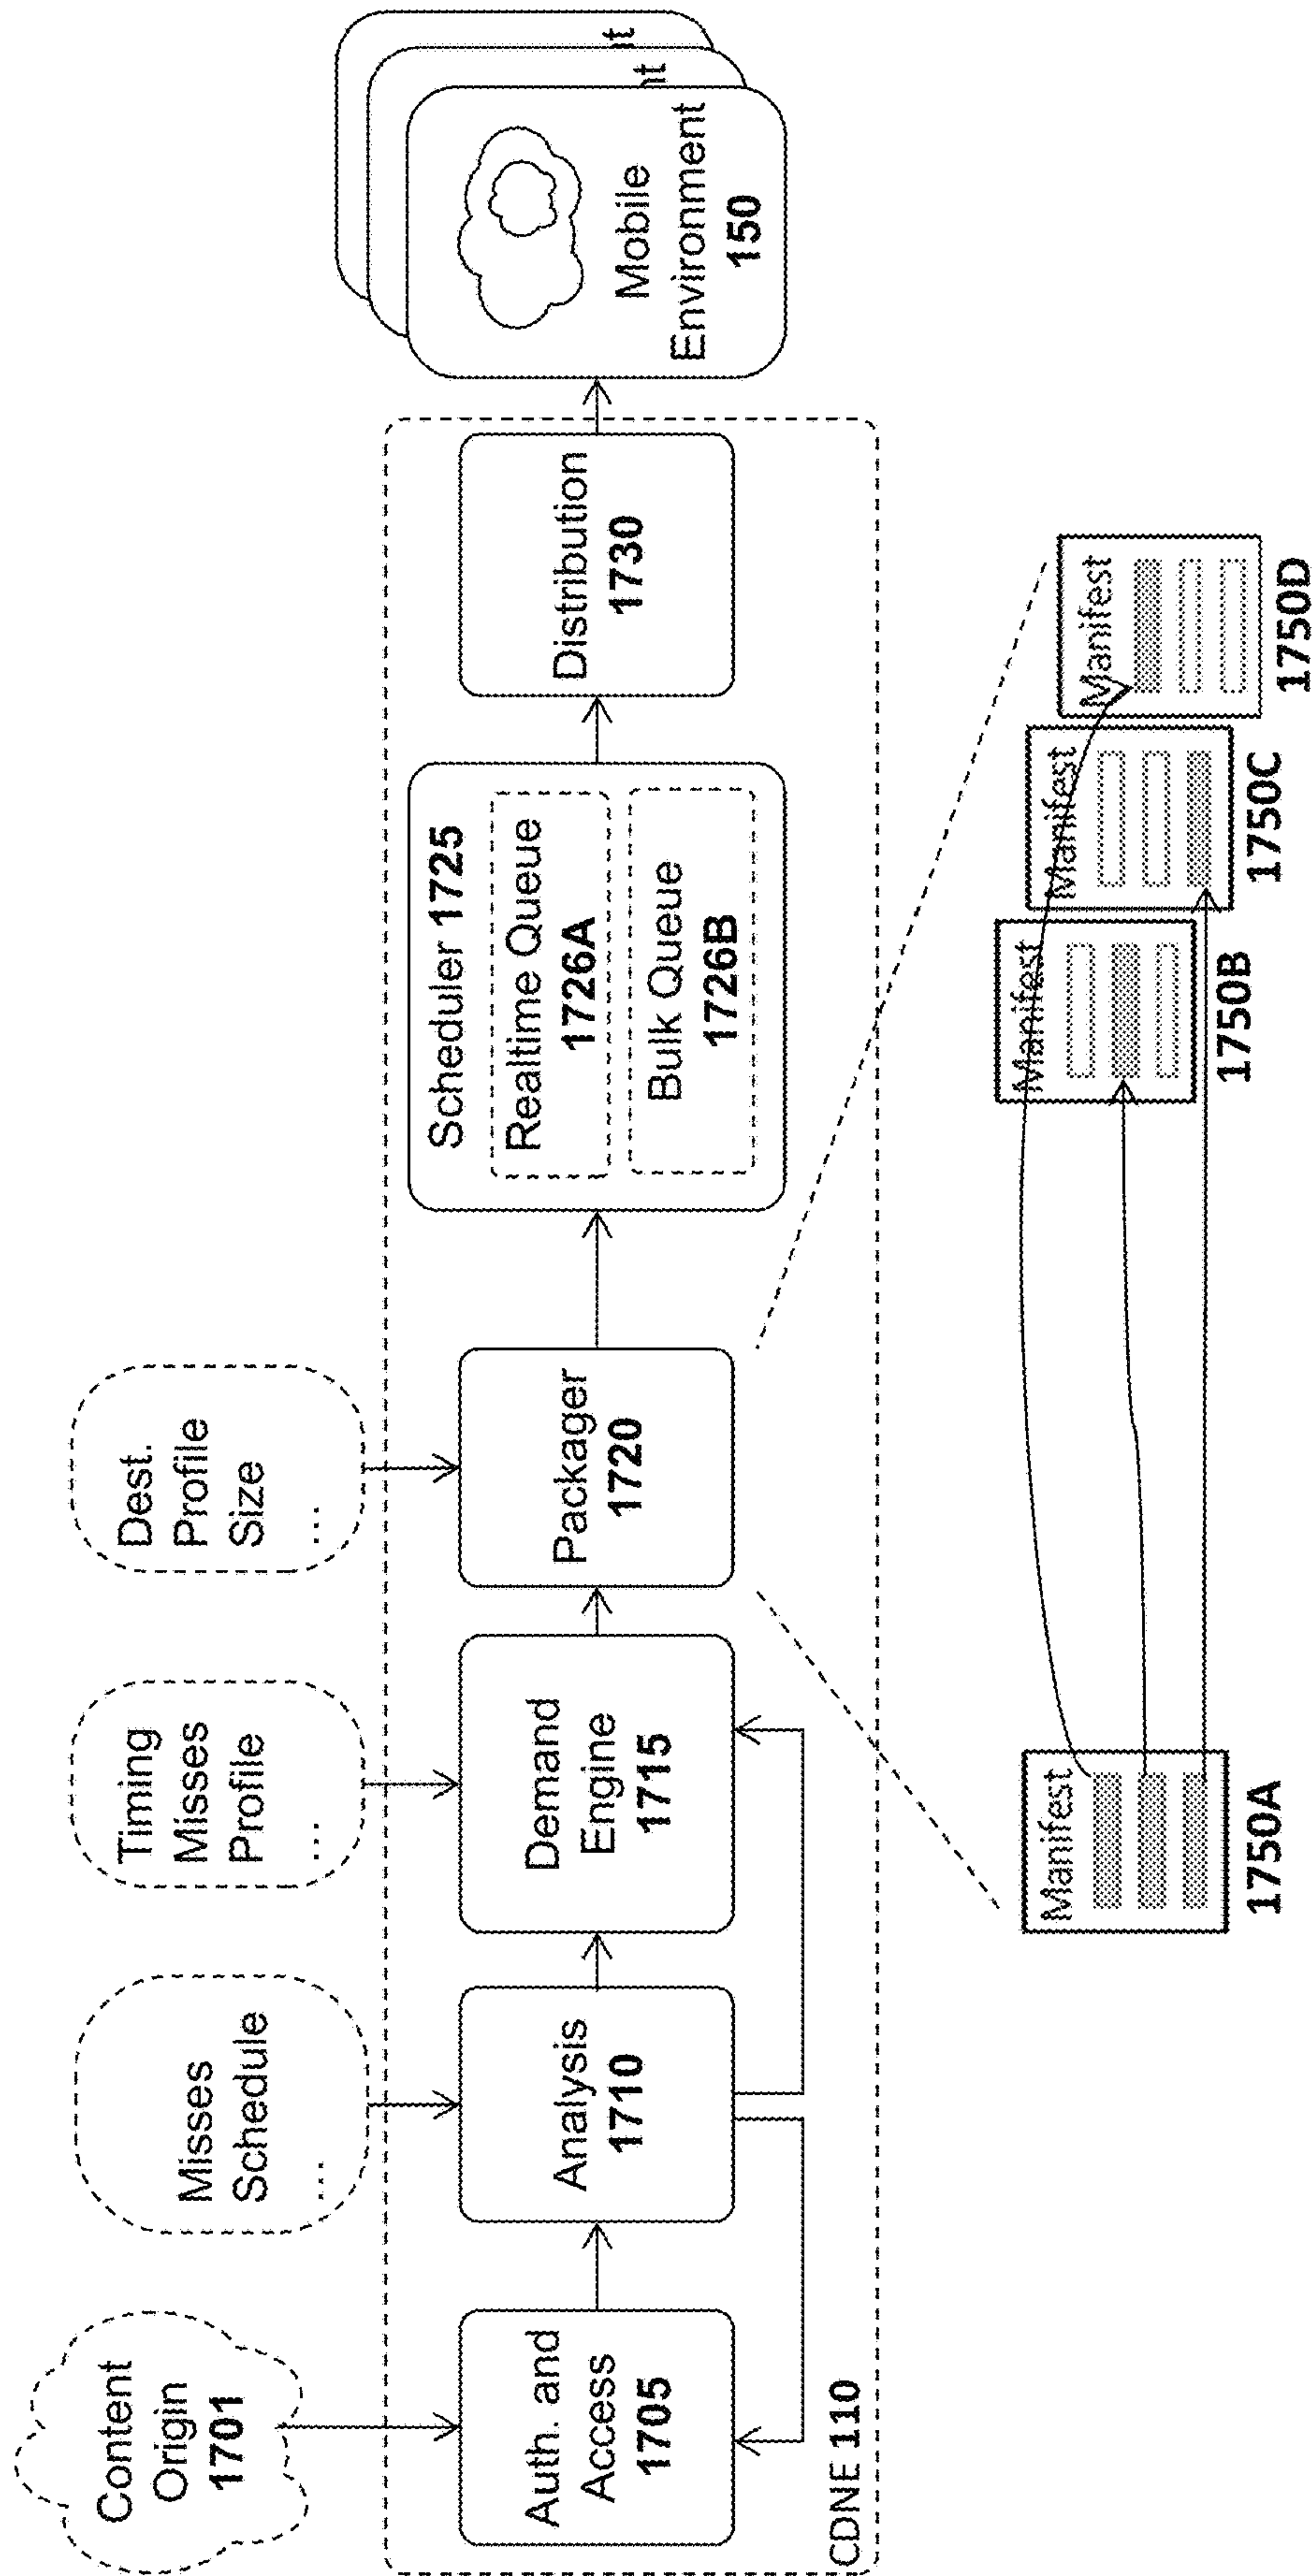 Content
Origin
1701
Misses
Schedule
...
Timing
Misses
Profile
...
Dest.
Profile
Size
...
Auth. and
Access
1705
Analysis
1710
Demand
Engine
1715
Packager
1720
Scheduler 1725
Realtime Queue
1726A
Bulk Queue
1726B
Distribution
1730
Mobile
Environment
150
nt
nt
CDNE 110
Manifest
1750A
Manifest
1750B
Manifest
1750C
Manifest
1750D